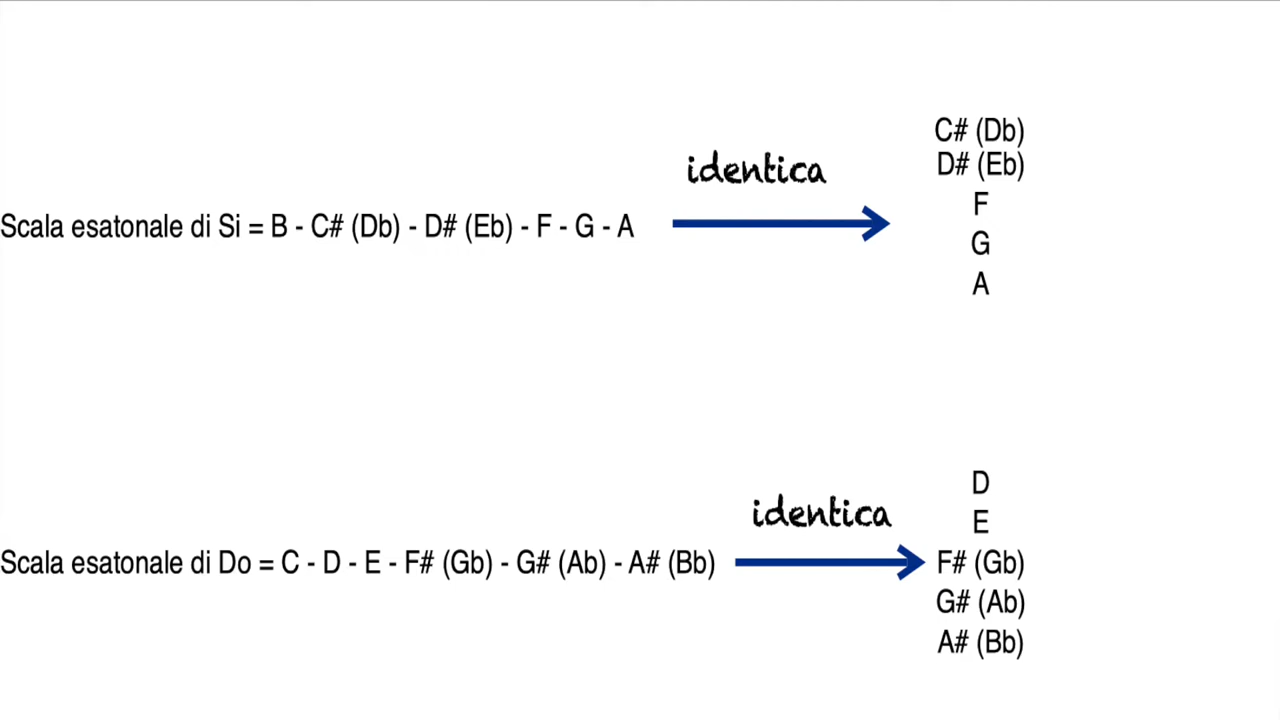 C# (Db)
identica
D# (Eb)
F
Scala esatonale di Si = B - C# (Db) - D# (Eb) - F - G - A
G
A
D
identica
E
Scala esatonale di Do = C - D - E - F# (Gb) - G# (Ab) - A# (Bb)
F# (Gb)
G# (Ab)
A# (Bb)